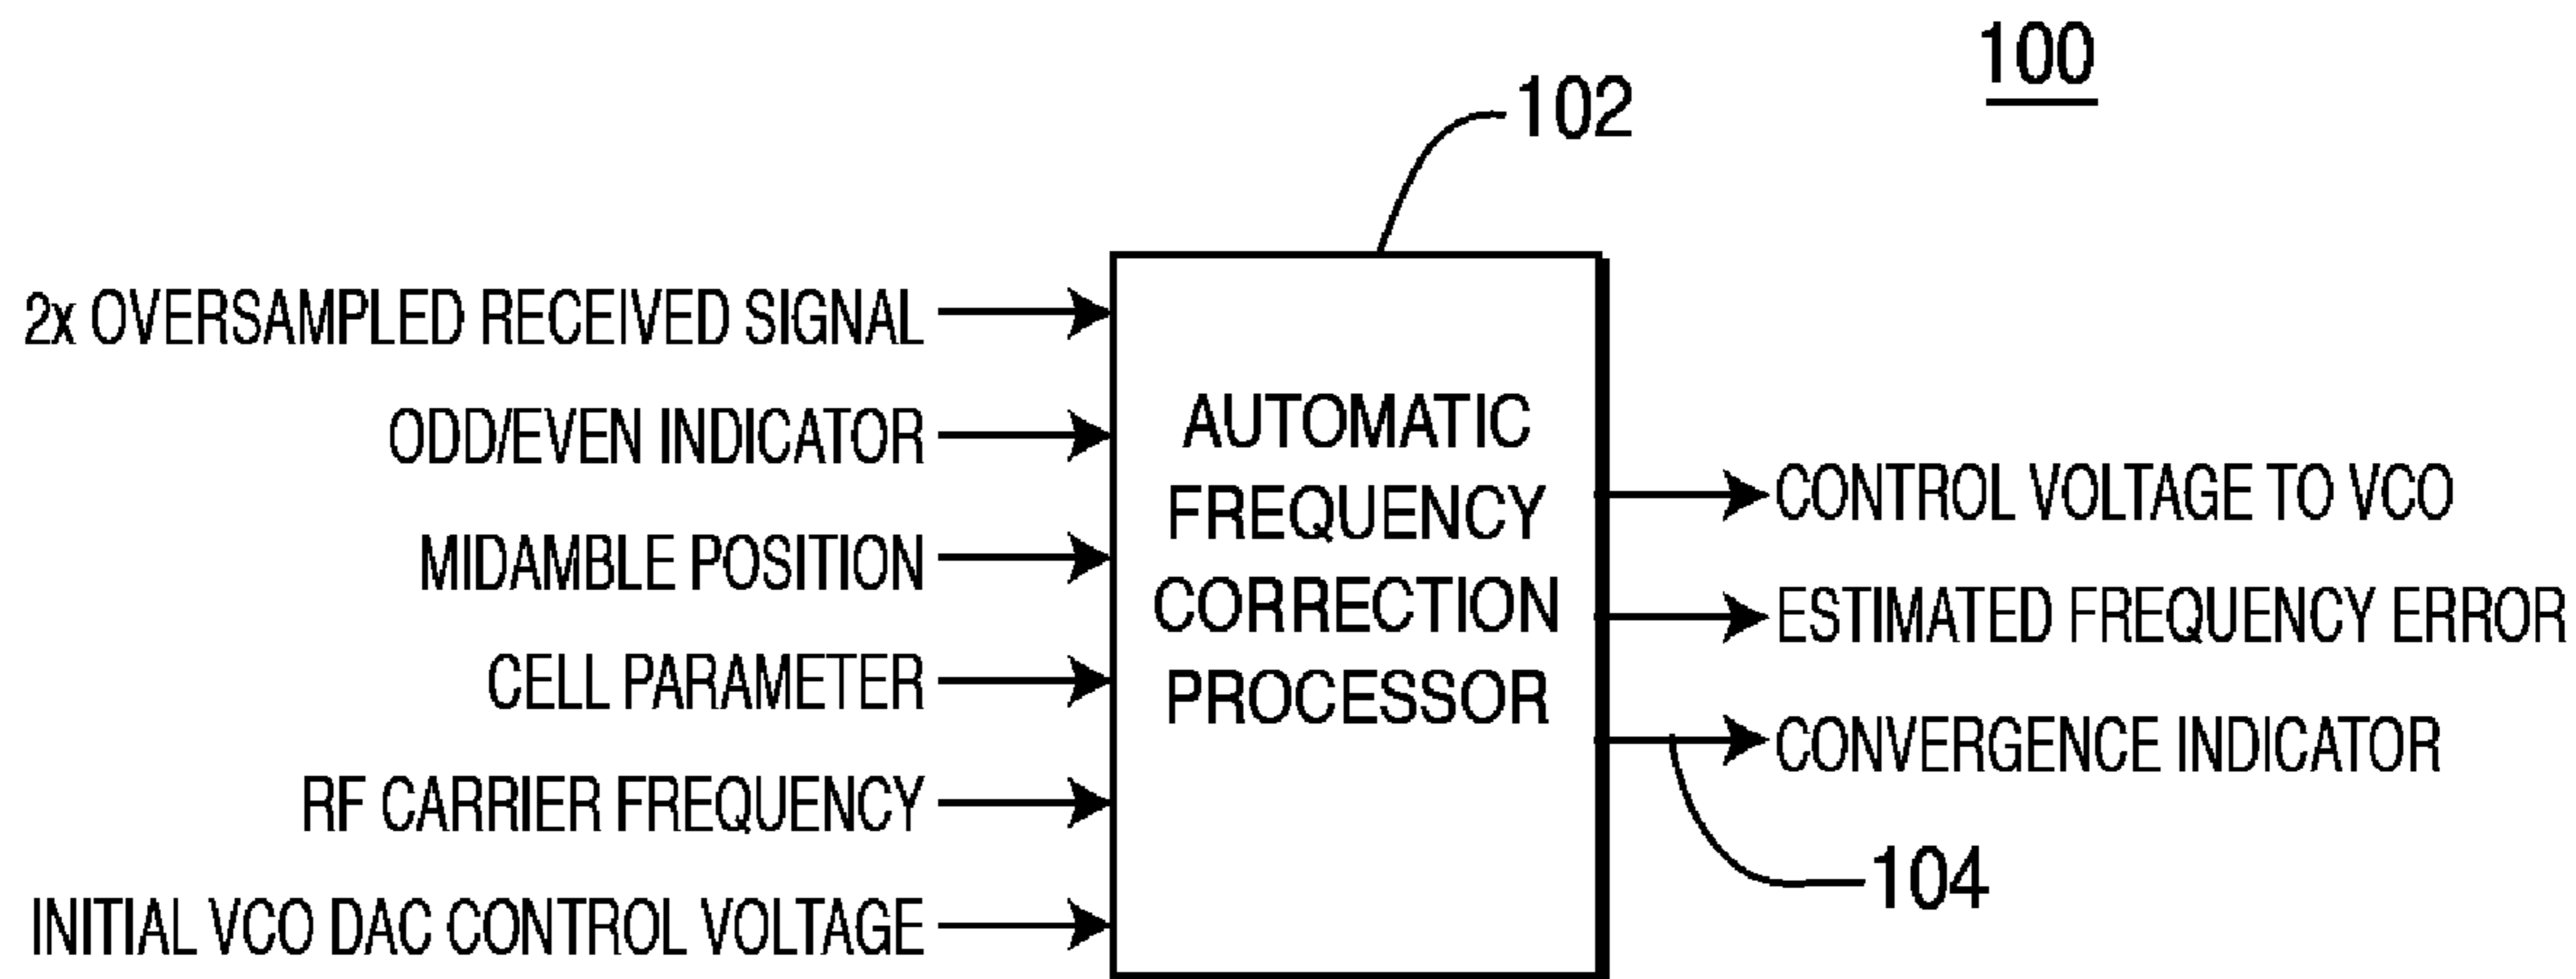 100
102
2x OVERSAMPLED RECEIVED SIGNAL
ODD/EVEN INDICATOR
MIDAMBLE POSITION
CELL PARAMETER
RF CARRIER FREQUENCY
INITIAL VCO DAC CONTROL VOLTAGE
AUTOMATIC
FREQUENCY
CORRECTION
PROCESSOR
CONTROL VOLTAGE TO VCO
ESTIMATED FREQUENCY ERROR
CONVERGENCE INDICATOR
104